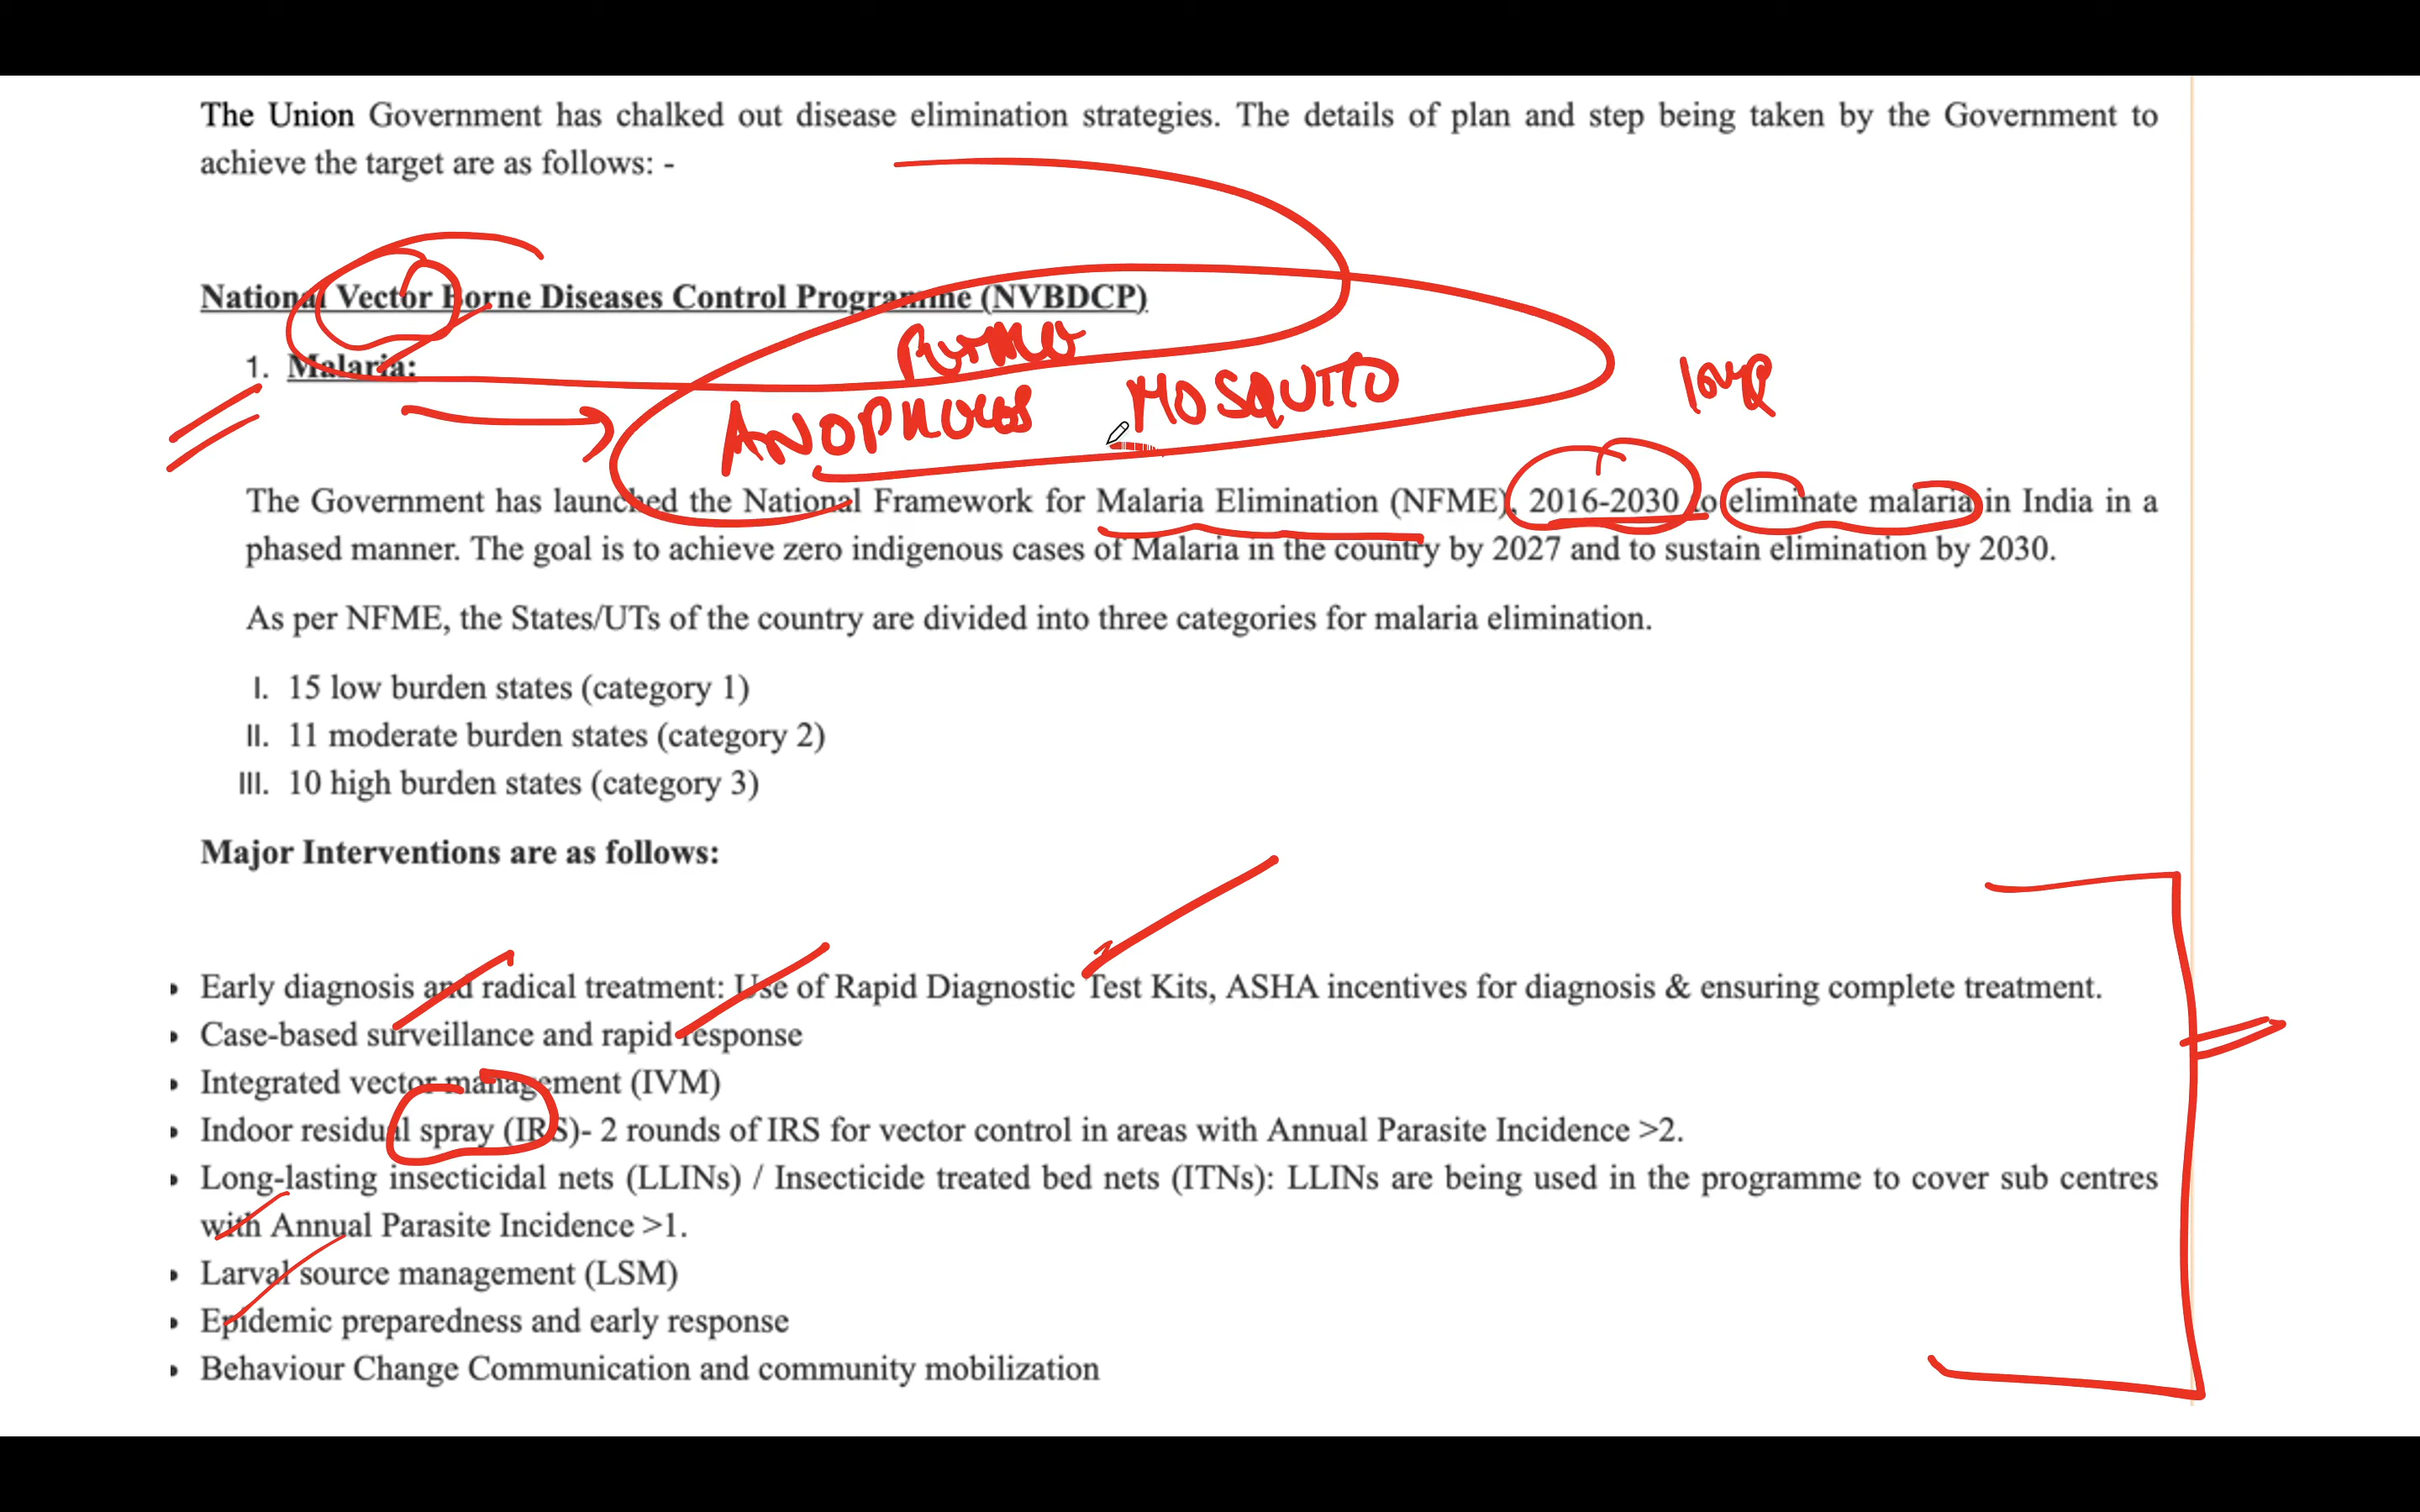 The Union Government has chalked out disease elimination strategies. The details of plan and step being taken by the Government to
achieve the target are as follows: -
National Vector Borne Diseases Control Programme (NVBDCP)
1. Malaria:
MOSQUITO
The Government has launched the National Framework for Malaria Elimination (NFME), 2016-2030 to eliminate malaria in India in a
phased manner. The goal is to achieve zero indigenous cases of Malaria in the country by 2027 and to sustain elimination by 2030.
As per NFME, the States/UTs of the country are divided into three categories for malaria elimination.
I. 15 low burden states (category 1)
II. 11 moderate burden states (category 2)
III. 10 high burden states (category 3)
Major Interventions are as follows:
• Early diagnosis and radical treatment: Use of Rapid Diagnostic Test Kits, ASHA incentives for diagnosis & ensuring complete treatment.
• Case-based surveillance and rapid response
• Integrated vector management (IVM)
• Indoor residual spray (IRS)- 2 rounds of IRS for vector control in areas with Annual Parasite Incidence >2.
• Long-lasting insecticidal nets (LLINs) / Insecticide treated bed nets (ITNs): LLINs are being used in the programme to cover sub centres
with Annual Parasite Incidence >1.
• Larval source management (LSM)
• Epidemic preparedness and early response
• Behaviour Change Communication and community mobilization